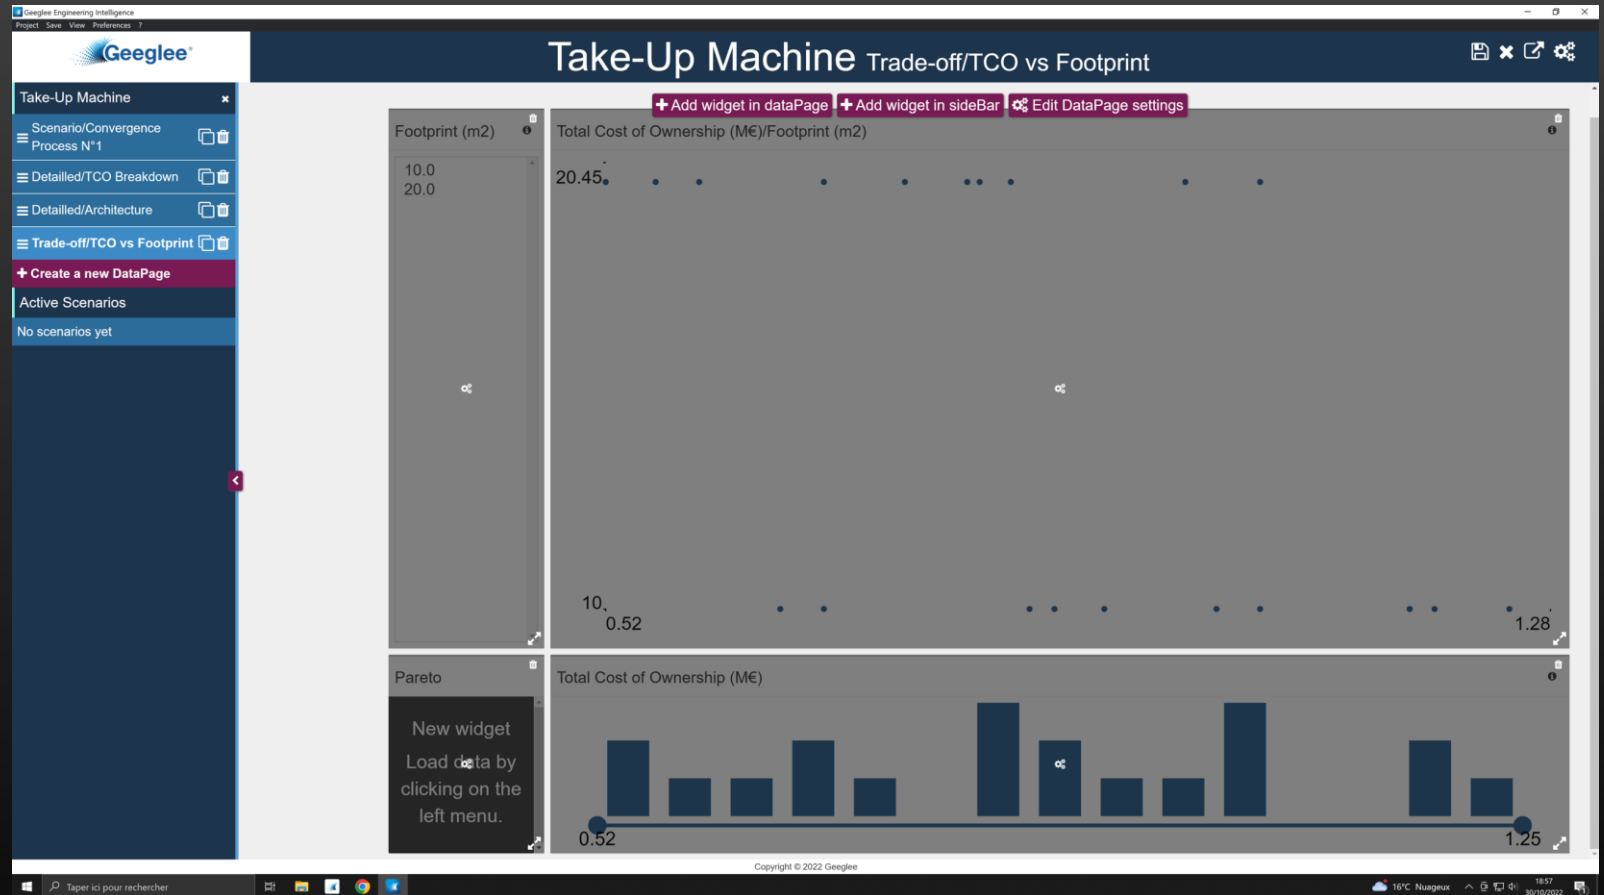 Geeglee Engineering Intelligence
Project Save View Preferences ?
Geeglee®
Take-Up Machine Trade-off/TCO vs Footprint
Take-Up Machine
Scenario/Convergence
Process N°1
Detailled/TCO Breakdown
Detailled/Architecture
Trade-off/TCO vs Footprint
Create a new DataPage
Active Scenarios
No scenarios yet
Add widget in dataPage Add widget in sideBar Edit DataPage settings
Footprint (m2)
10.0
20.0
Total Cost of Ownership (M€)/Footprint (m2)
20.45
10
0.52 1.28
Pareto
New widget
Load data by
clicking on the
left menu.
Total Cost of Ownership (M€)
0.52 1.25
Copyright © 2022 Geeglee
Taper ici pour rechercher
16°C Nuageux
18:57
30/10/2022